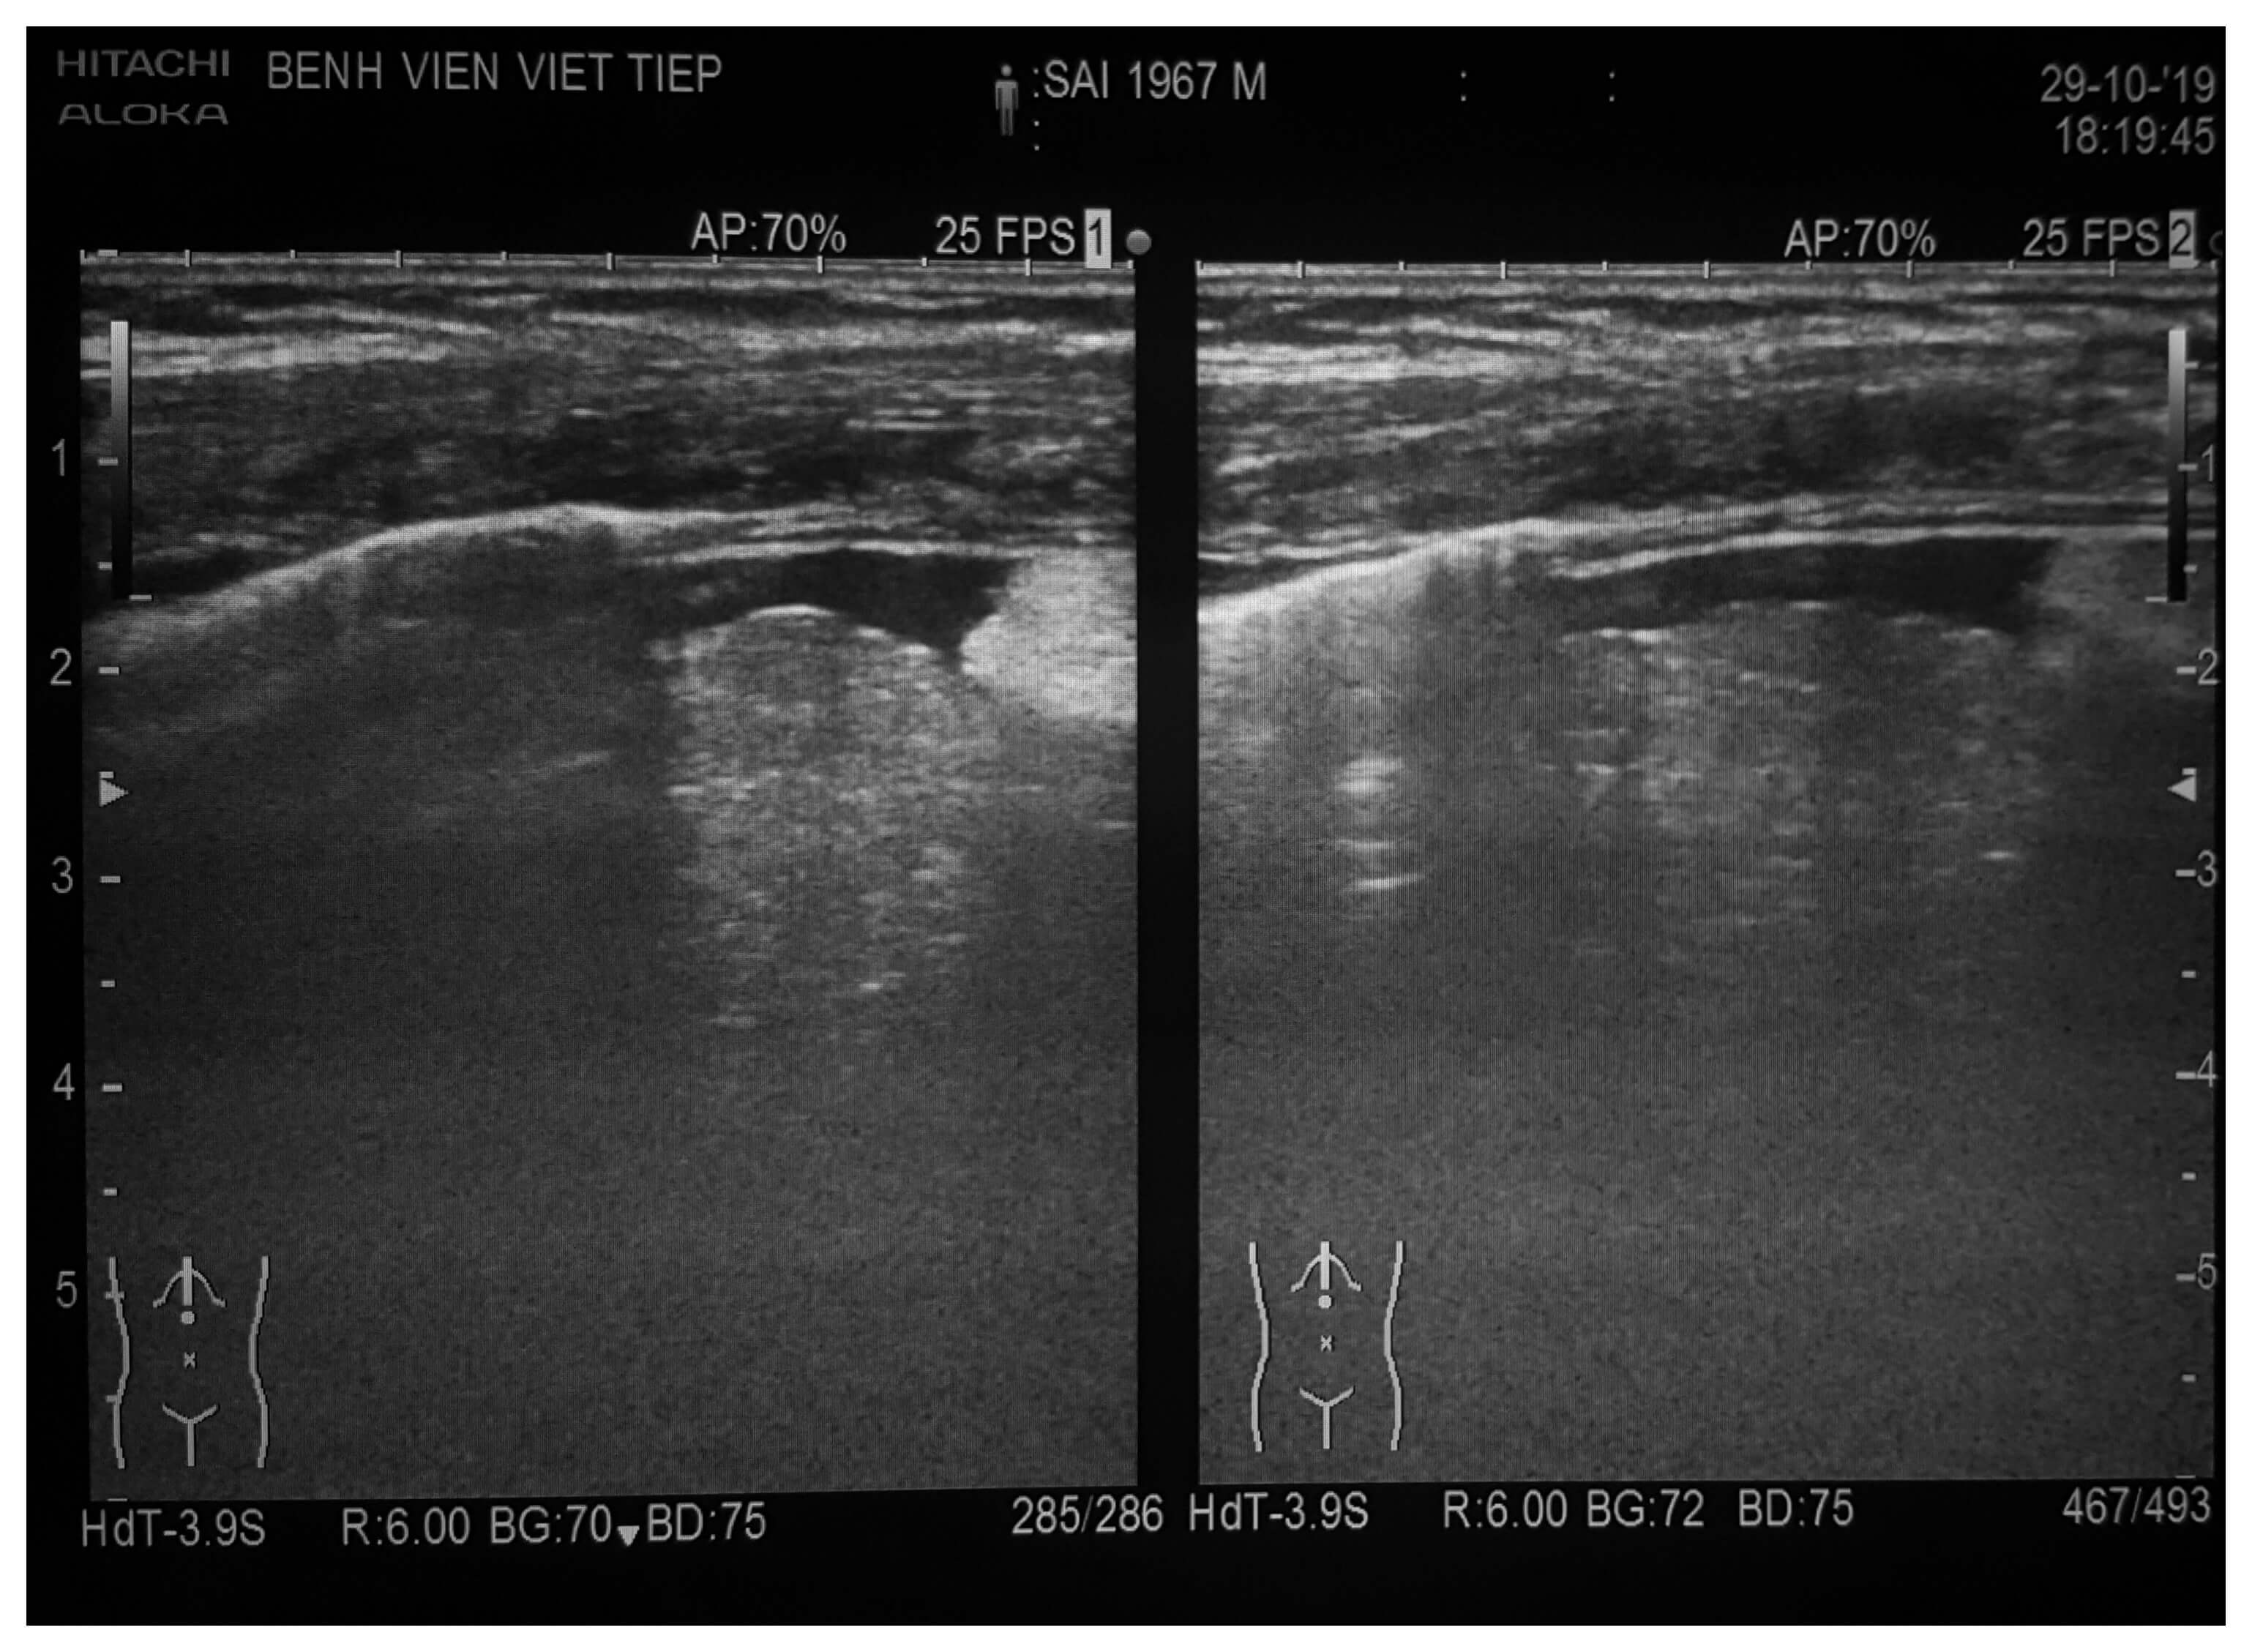 HITACHI
ALOKA
BENH VIEN VIET TIEP
:SAI 1967 M
:
:
:
29-10-'19
18:19:45
AP:70%
25 FPS 1
AP:70%
25 FPS 2
1
2
3
4
5
x
1
2
3
4
5
x
HdT-3.9S R:6.00 BG:70 BD:75 285/286
HdT-3.9S R:6.00 BG:72 BD:75 467/493